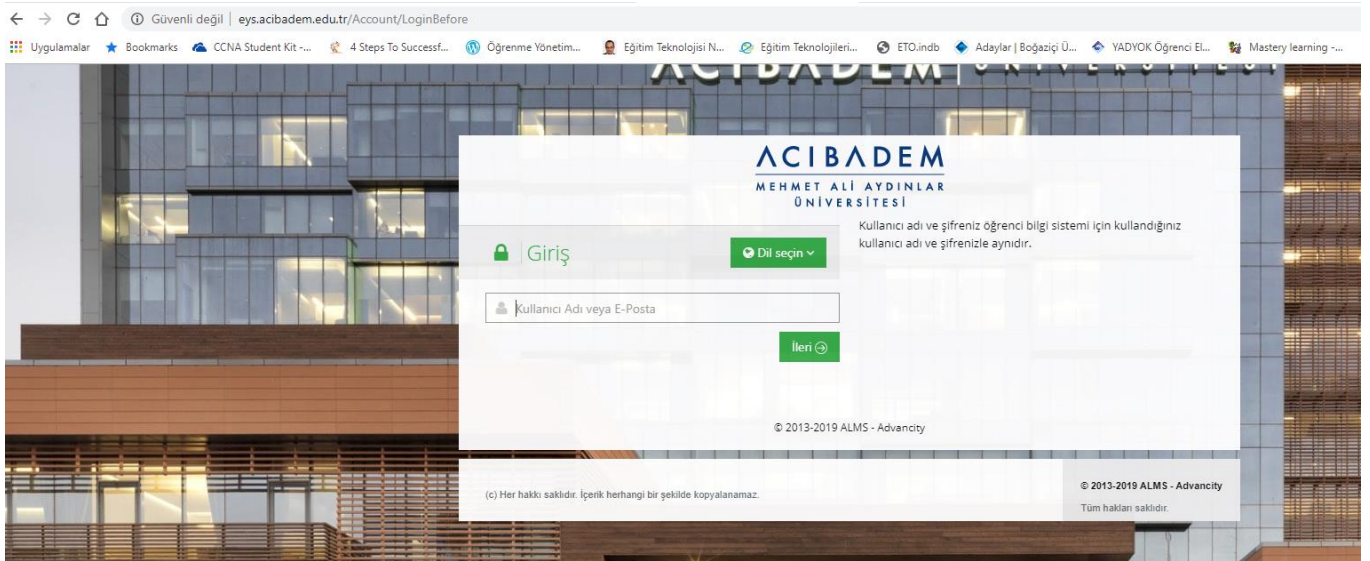 Güvenli değil | eys.acibadem.edu.tr/Account/LoginBefore
Uygulamalar Bookmarks CCNA Student Kit -... 4 Steps To Successf... Öğrenme Yönetim... Eğitim Teknolojisi N... Eğitim Teknolojileri... ETO.indb Adaylar | Boğaziçi Ü... YADYOK Öğrenci El... Mastery learning -...
ACIBADEM ÜNİVERSİTESİ
ACIBADEM
MEHMET ALİ AYDINLAR
ÜNİVERSİTESİ
Kullanıcı adı ve şifreniz öğrenci bilgi sistemi için kullandığınız
kullanıcı adı ve şifrenizle aynıdır.
Giriş
Dil seçin
Kullanıcı Adı veya E-Posta
İleri
© 2013-2019 ALMS - Advancity
(c) Her hakkı saklıdır. İçerik herhangi bir şekilde kopyalanamaz.
© 2013-2019 ALMS - Advancity
Tüm hakları saklıdır.